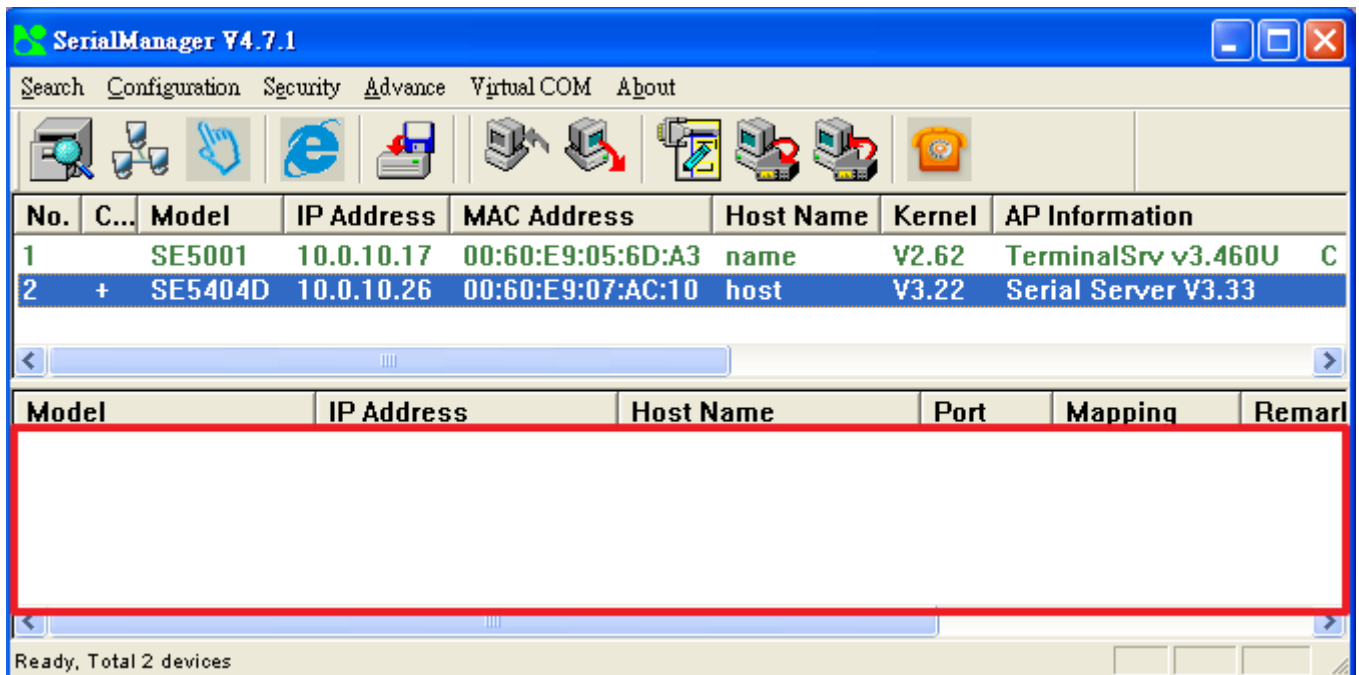 SerialManager V4.7.1
Search Configuration Security Advance Virtual COM About
No. C... Model IP Address MAC Address Host Name Kernel AP Information
1 SE5001 10.0.10.17 00:60:E9:05:6D:A3 name V2.62 TerminalSrv v3.460U C
2 + SE5404D 10.0.10.26 00:60:E9:07:AC:10 host V3.22 Serial Server V3.33
Model IP Address Host Name Port Mapping Remarl
Ready, Total 2 devices